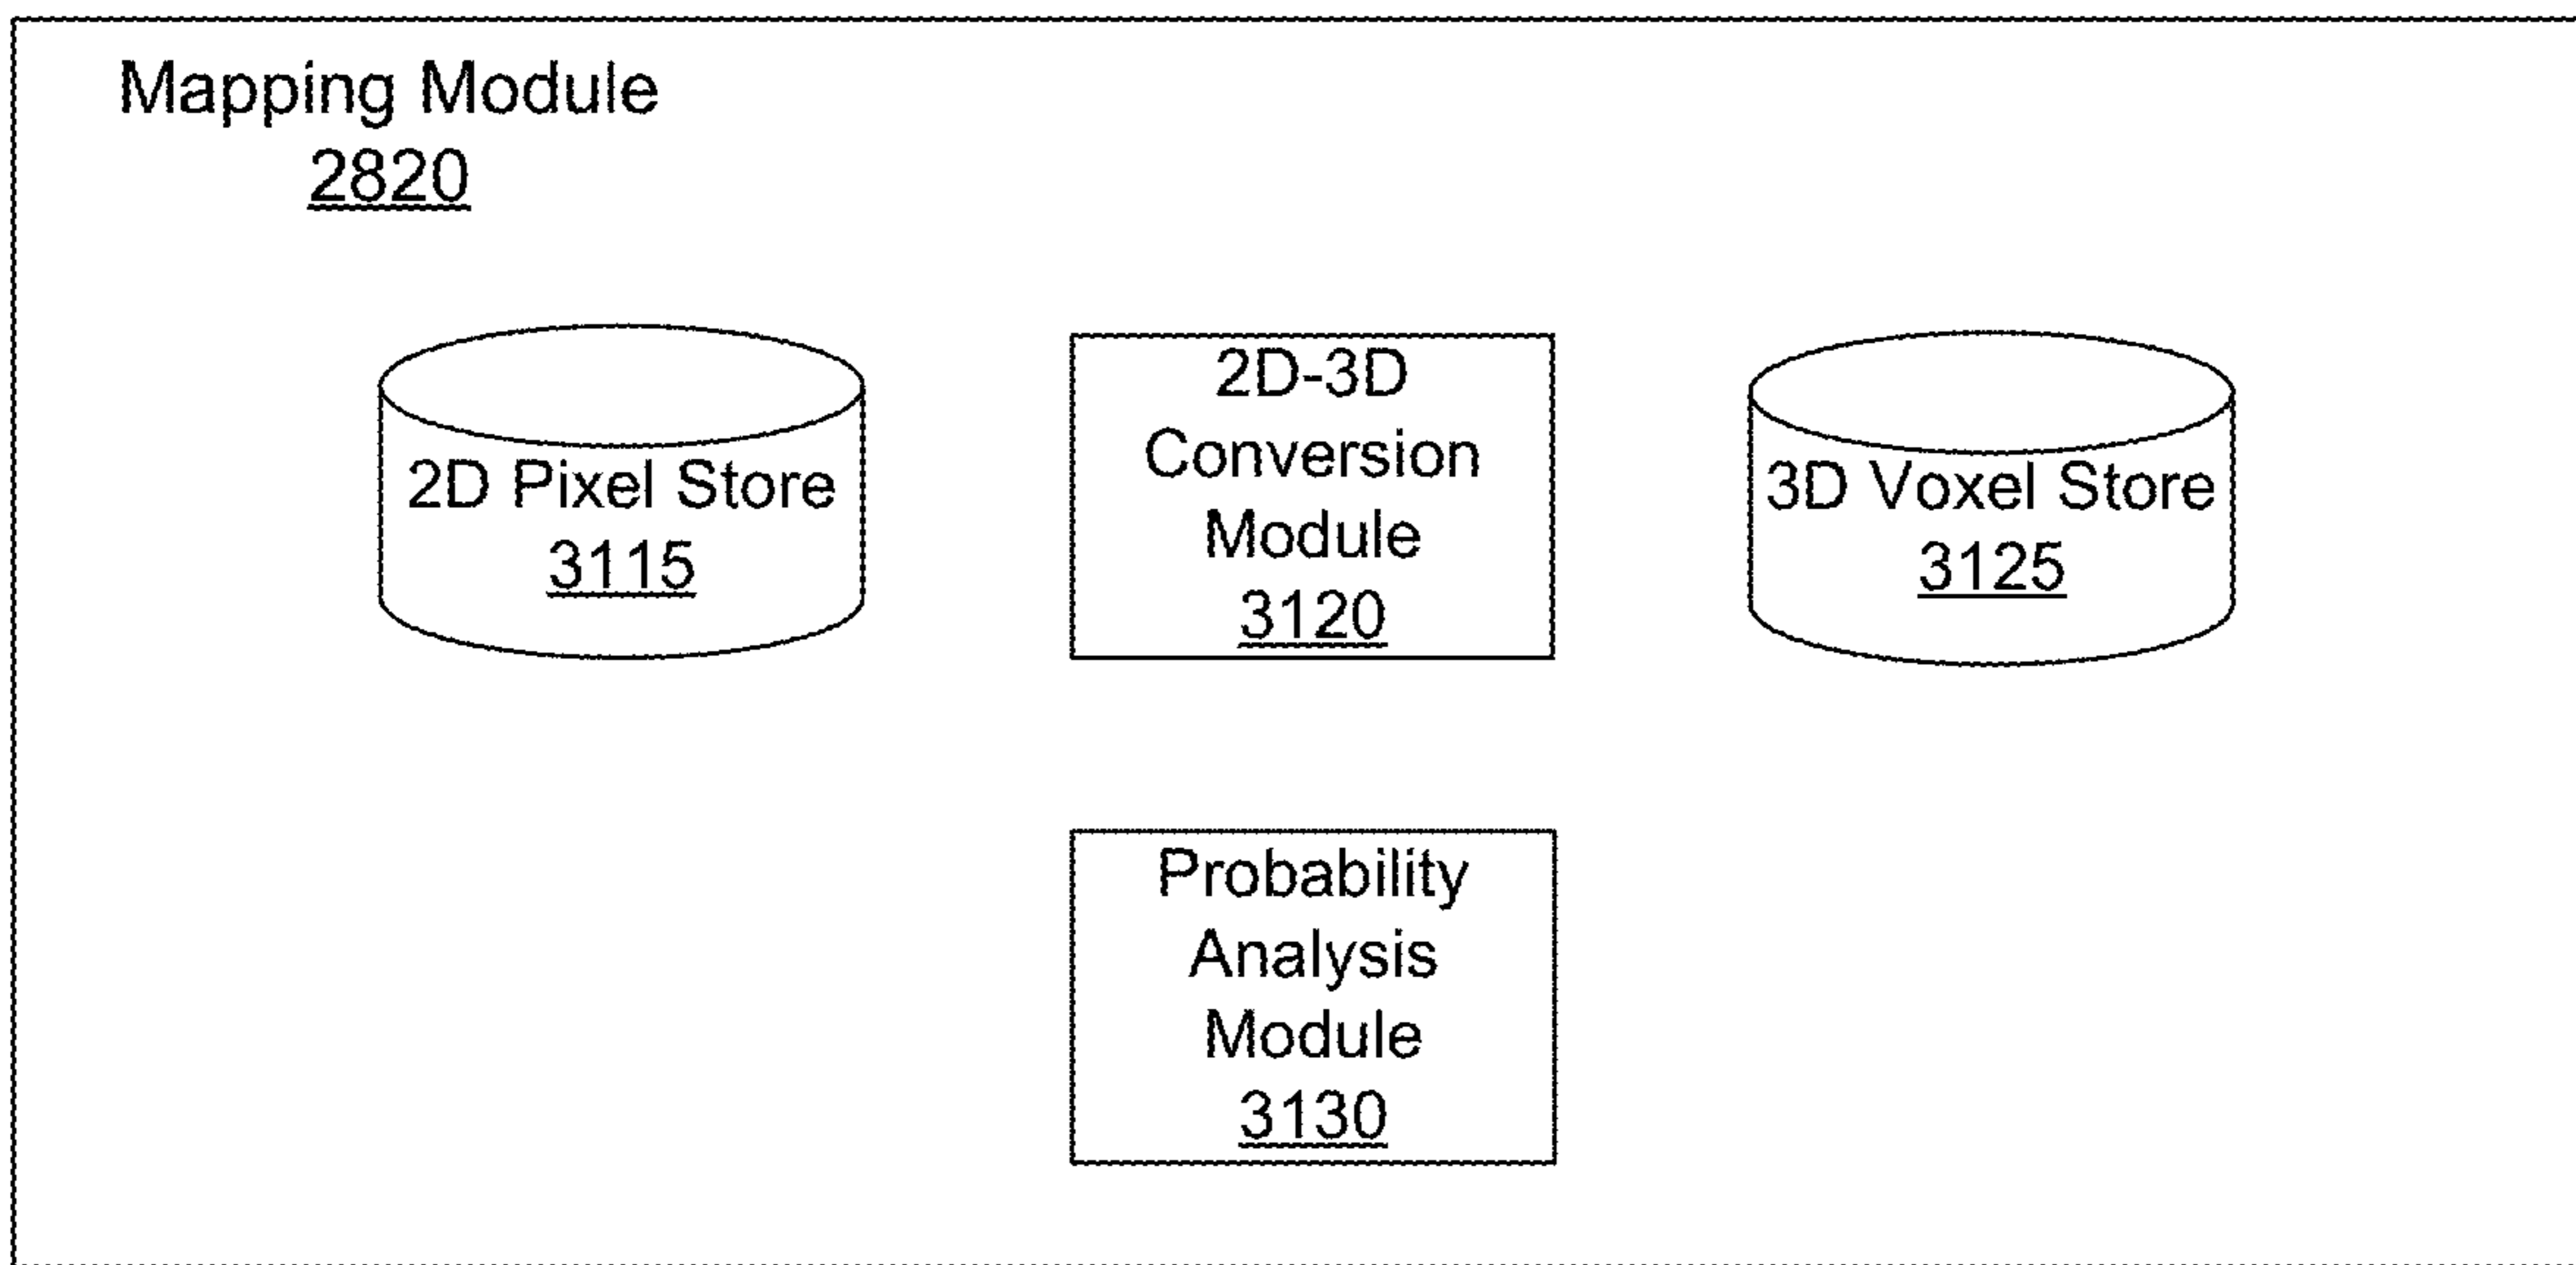 Mapping Module
2820
2D Pixel Store
3115
2D-3D
Conversion
Module
3120
3D Voxel Store
3125
Probability
Analysis
Module
3130